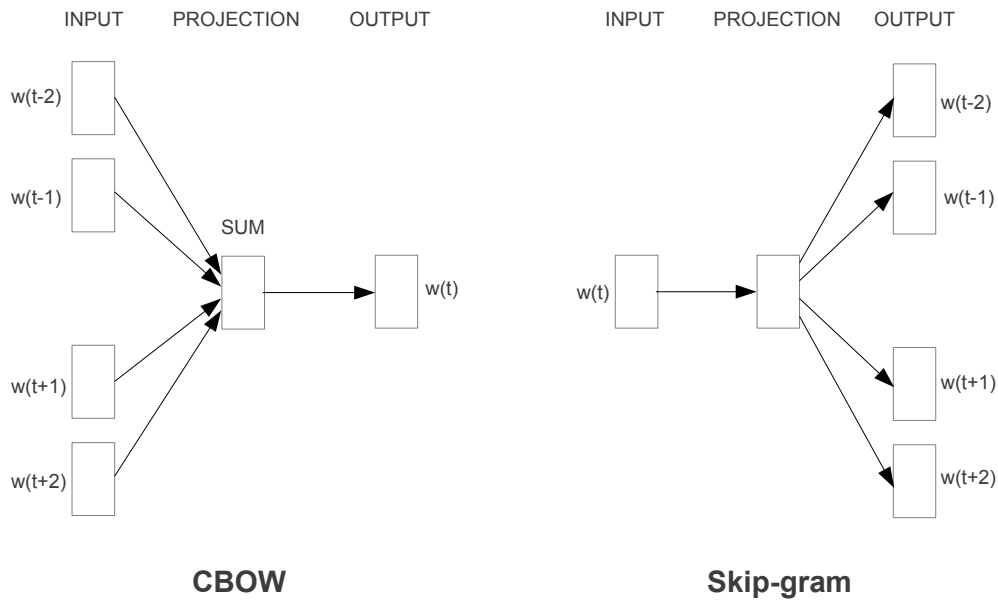 INPUT PROJECTION OUTPUT
w(t-2)
w(t-1)
SUM
w(t)
w(t+1)
w(t+2)
CBOW
INPUT PROJECTION OUTPUT
w(t-2)
w(t-1)
w(t)
w(t+1)
w(t+2)
Skip-gram